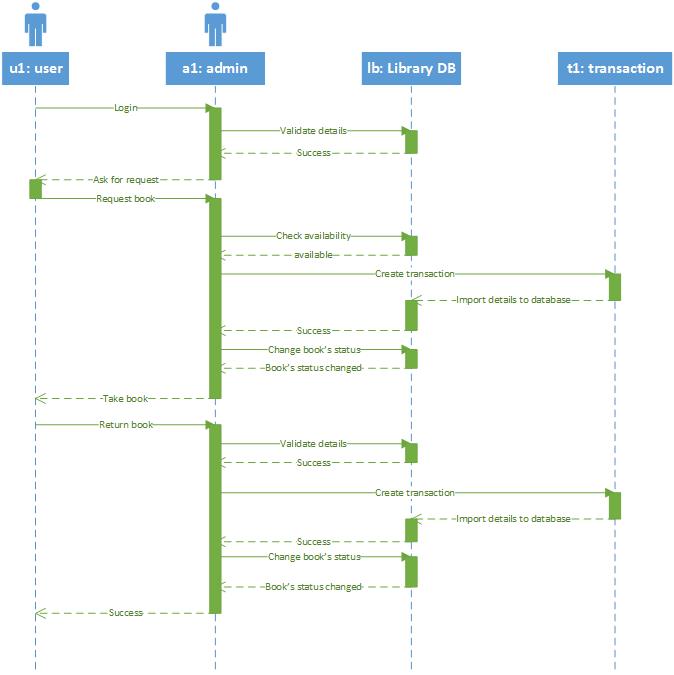 u1: user
a1: admin
lb: Library DB
t1: transaction
Login
Validate details
Success
Ask for request
Request book
Check availability
available
Create transaction
Import details to database
Success
Change book's status
Book's status changed
Take book
Return book
Validate details
Success
Create transaction
Import details to database
Success
Change book's status
Book's status changed
Success